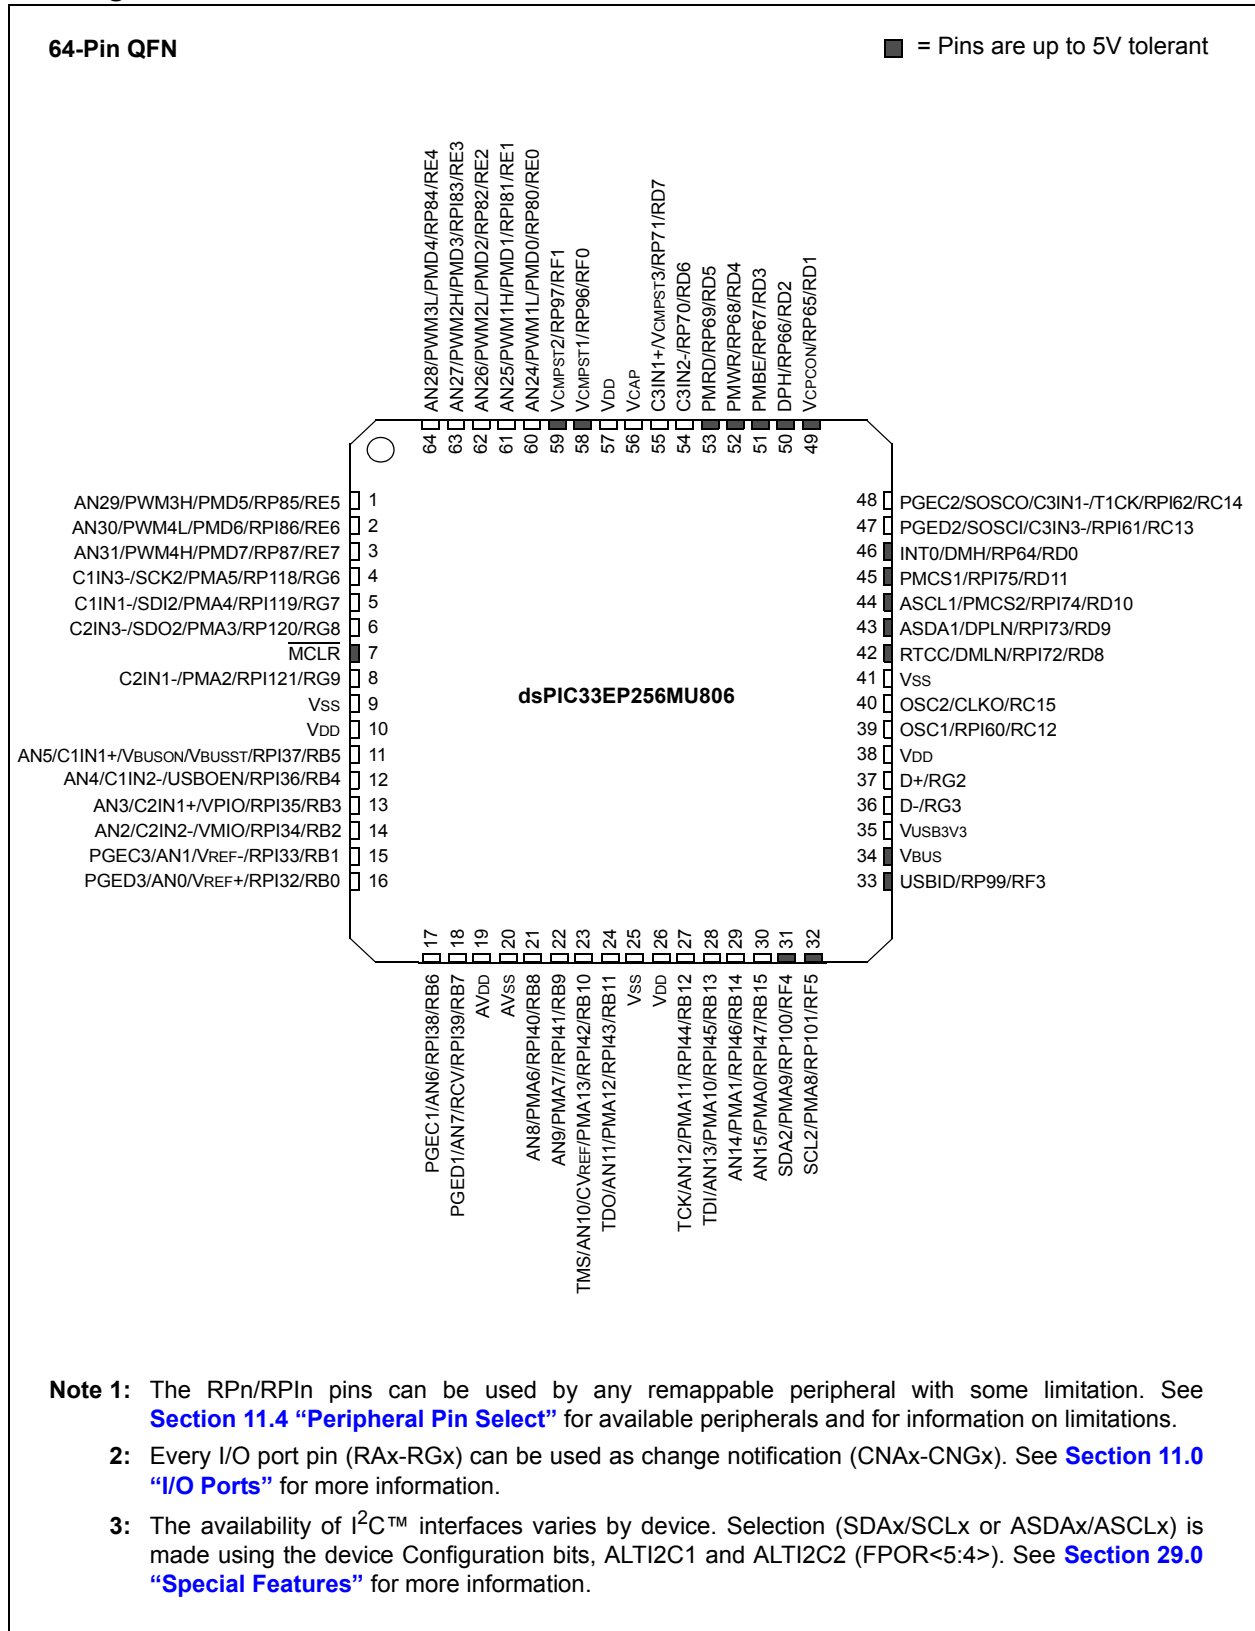 64-Pin QFN
= Pins are up to 5V tolerant
AN28/PWM3L/PMD4/RP84/RE4
AN27/PWM2H/PMD3/RPI83/RE3
AN26/PWM2L/PMD2/RP82/RE2
AN25/PWM1H/PMD1/RPI81/RE1
AN24/PWM1L/PMD0/RP80/RE0
VCMPST2/RP97/RF1
VCMPST1/RP96/RF0
VDD
VCAP
C3IN1+/VCMPST3/RP71/RD7
C3IN2-/RP70/RD6
PMRD/RP69/RD5
PMWR/RP68/RD4
PMBE/RP67/RD3
DPH/RP66/RD2
VCPCON/RP65/RD1
64 63 62 61 60 59 58 57 56 55 54 53 52 51 50 49
AN29/PWM3H/PMD5/RP85/RE5 1
AN30/PWM4L/PMD6/RPI86/RE6 2
AN31/PWM4H/PMD7/RP87/RE7 3
C1IN3-/SCK2/PMA5/RP118/RG6 4
C1IN1-/SDI2/PMA4/RPI119/RG7 5
C2IN3-/SDO2/PMA3/RP120/RG8 6
MCLR 7
C2IN1-/PMA2/RPI121/RG9 8
VSS 9
VDD 10
AN5/C1IN1+/VBUSON/VBUSST/RPI37/RB5 11
AN4/C1IN2-/USBOEN/RPI36/RB4 12
AN3/C2IN1+/VPIO/RPI35/RB3 13
AN2/C2IN2-/VMIO/RPI34/RB2 14
PGEC3/AN1/VREF-/RPI33/RB1 15
PGED3/AN0/VREF+/RPI32/RB0 16
dsPIC33EP256MU806
48 PGEC2/SOSCO/C3IN1-/T1CK/RPI62/RC14
47 PGED2/SOSCI/C3IN3-/RPI61/RC13
46 INT0/DMH/RP64/RD0
45 PMCS1/RPI75/RD11
44 ASCL1/PMCS2/RPI74/RD10
43 ASDA1/DPLN/RPI73/RD9
42 RTCC/DMLN/RPI72/RD8
41 VSS
40 OSC2/CLKO/RC15
39 OSC1/RPI60/RC12
38 VDD
37 D+/RG2
36 D-/RG3
35 VUSB3V3
34 VBUS
33 USBID/RP99/RF3
17 18 19 20 21 22 23 24 25 26 27 28 29 30 31 32
PGEC1/AN6/RPI38/RB6
PGED1/AN7/RCV/RPI39/RB7
AVDD
AVSS
AN8/PMA6/RPI40/RB8
AN9/PMA7//RPI41/RB9
TMS/AN10/CVREF/PMA13/RPI42/RB10
TDO/AN11/PMA12/RPI43/RB11
VSS
VDD
TCK/AN12/PMA11/RPI44/RB12
TDI/AN13/PMA10/RPI45/RB13
AN14/PMA1/RPI46/RB14
AN15/PMA0/RPI47/RB15
SDA2/PMA9/RP100/RF4
SCL2/PMA8/RP101/RF5
Note 1: The RPn/RPIn pins can be used by any remappable peripheral with some limitation. See
Section 11.4 “Peripheral Pin Select” for available peripherals and for information on limitations.
2: Every I/O port pin (RAx-RGx) can be used as change notification (CNAx-CNGx). See Section 11.0
“I/O Ports” for more information.
3: The availability of I2C™ interfaces varies by device. Selection (SDAx/SCLx or ASDAx/ASCLx) is
made using the device Configuration bits, ALTI2C1 and ALTI2C2 (FPOR<5:4>). See Section 29.0
“Special Features” for more information.